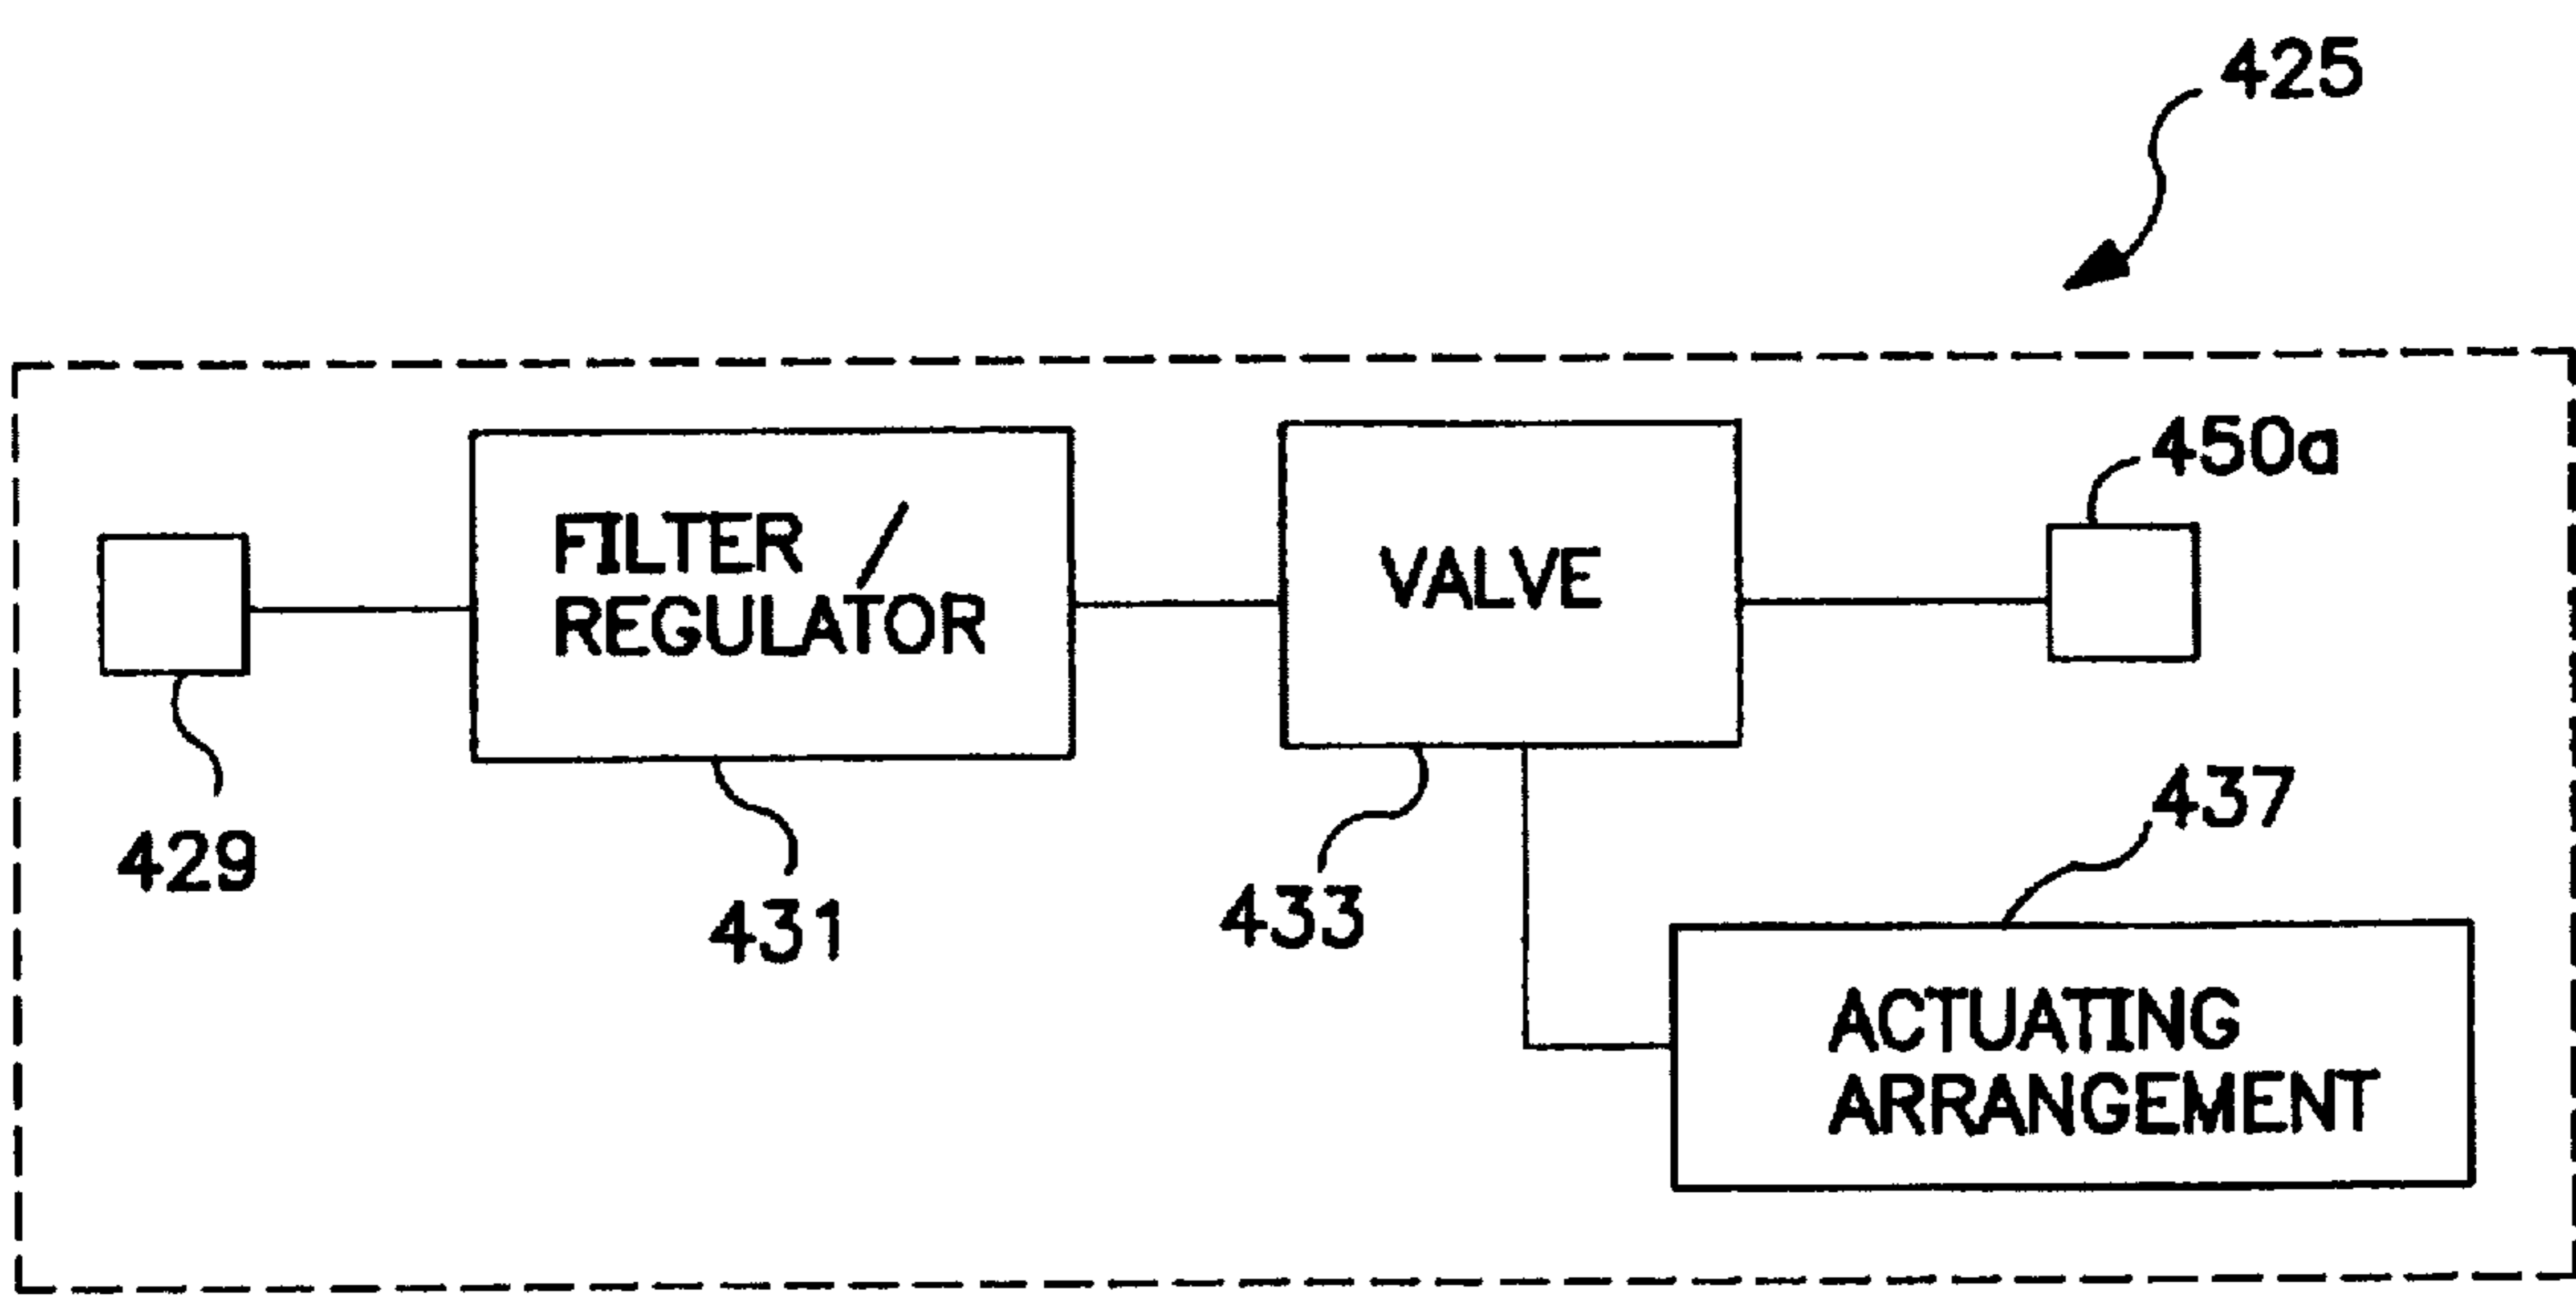 425
450a
FILTER /
REGULATOR
VALVE
429
431
433
437
ACTUATING
ARRANGEMENT